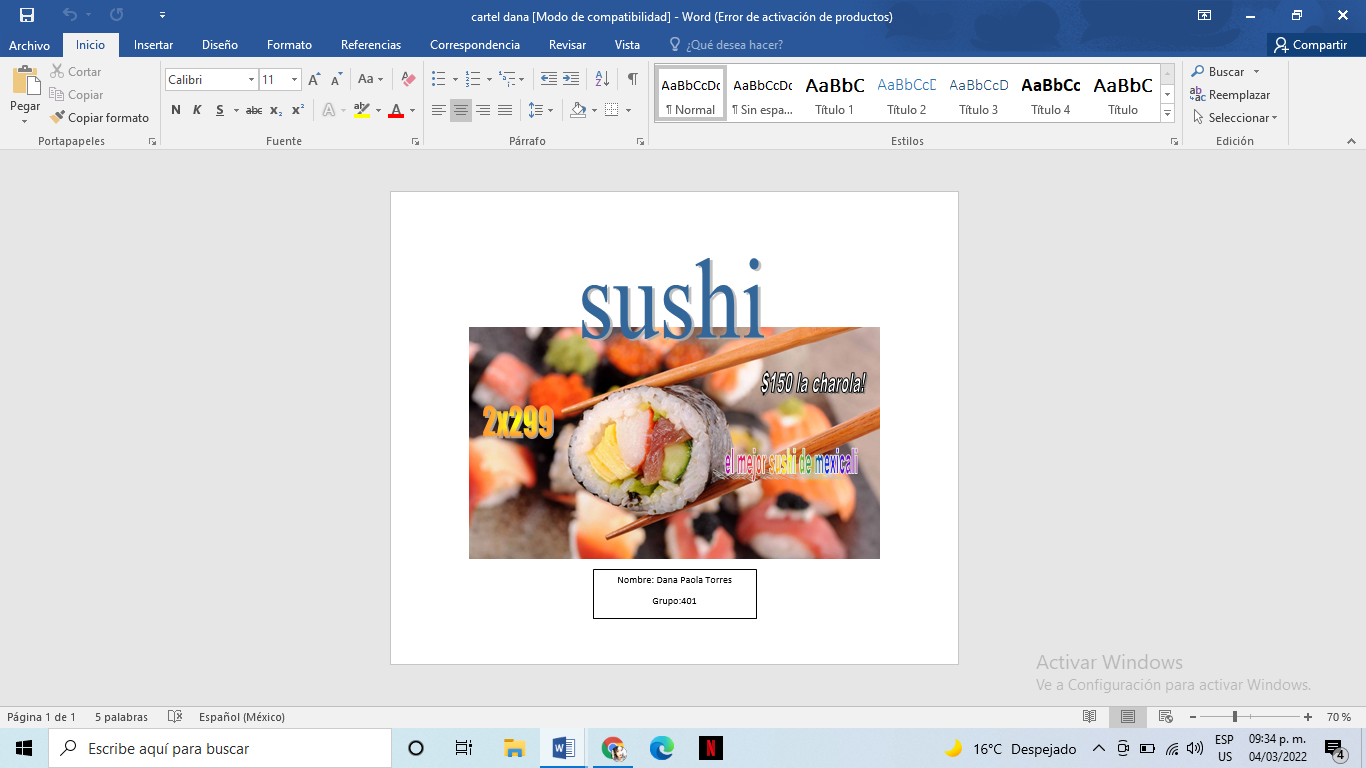 cartel dana [Modo de compatibilidad] - Word (Error de activación de productos)
Archivo Inicio Insertar Diseño Formato Referencias Correspondencia Revisar Vista ¿Qué desea hacer? Compartir
Pegar
Cortar
Copiar
Copiar formato
Portapapeles
Calibri 11
Aa
N K S abc x₂ x² A aby A
Fuente
Párrafo
AaBbCcDc AaBbCcDc AaBbC AaBbCcD AaBbCcD AaBbCc AaBbC
¶ Normal ¶ Sin espa... Título 1 Título 2 Título 3 Título 4 Título
Estilos
Buscar
Reemplazar
Seleccionar
Edición
sushi
$150 la charola!
2x299
el mejor sushi de mexicali
Nombre: Dana Paola Torres
Grupo:401
Activar Windows
Ve a Configuración para activar Windows.
Página 1 de 1 5 palabras Español (México) 70 %
Escribe aquí para buscar
16°C Despejado
ESP
US
09:34 p. m.
04/03/2022
4